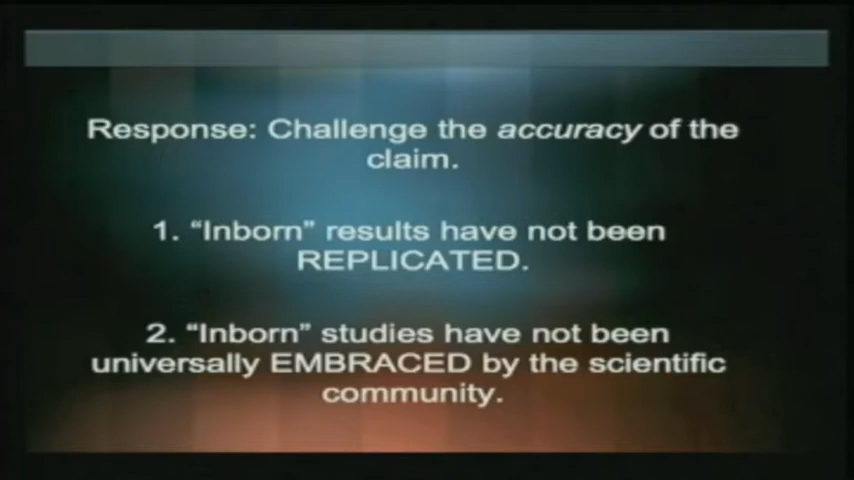 Response: Challenge the accuracy of the
claim.
1. “Inborn” results have not been
REPLICATED.
2. “Inborn” studies have not been
universally EMBRACED by the scientific
community.